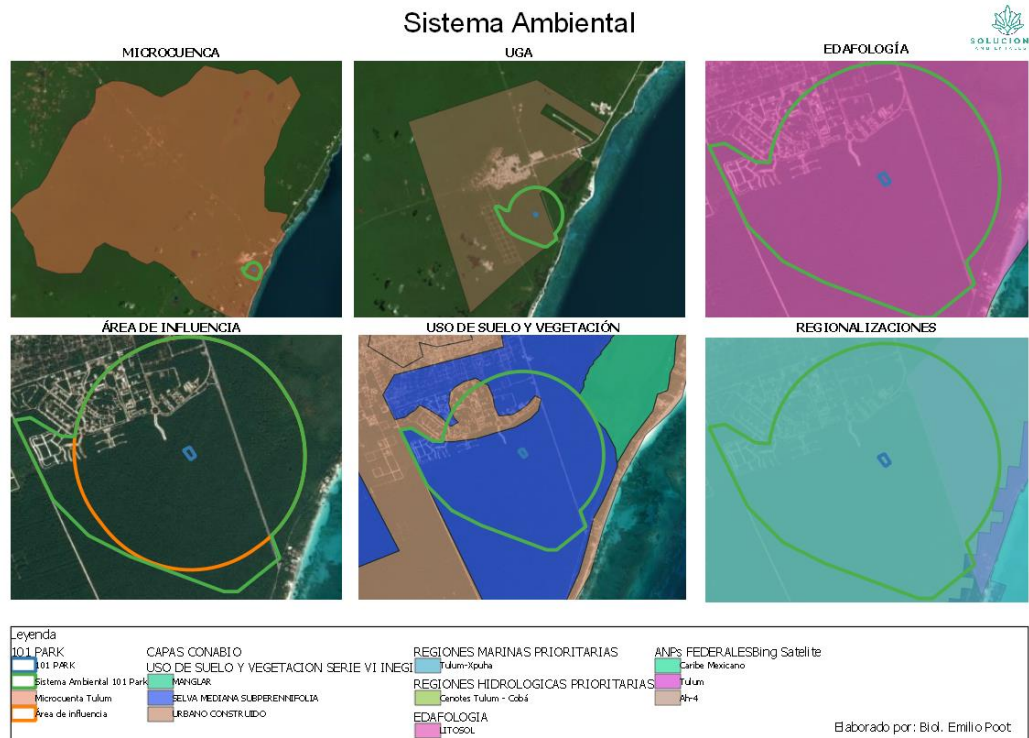 Sistema Ambiental
SOLUCION
AMBIENTALES
MICROCUENCA
UGA
EDAFOLOGÍA
ÁREA DE INFLUENCIA
USO DE SUELO Y VEGETACIÓN
REGIONALIZACIONES
Leyenda
101 PARK
101 PARK
Sistema Ambiental 101 Park
Microcuenta Tulum
Área de influencia
CAPAS CONABIO
USO DE SUELO Y VEGETACION SERIE VI INEGI
MANGLAR
SELVA MEDIANA SUBPERENNIFOLIA
URBANO CONSTRUIDO
REGIONES MARINAS PRIORITARIAS
Tulum-Xpuha
REGIONES HIDROLOGICAS PRIORITARIAS
Cenotes Tulum - Cobá
EDAFOLOGIA
LITOSOL
ANPs FEDERALESBing Satelite
Caribe Mexicano
Tulum
Ah-4
Elaborado por: Biol. Emilio Poot